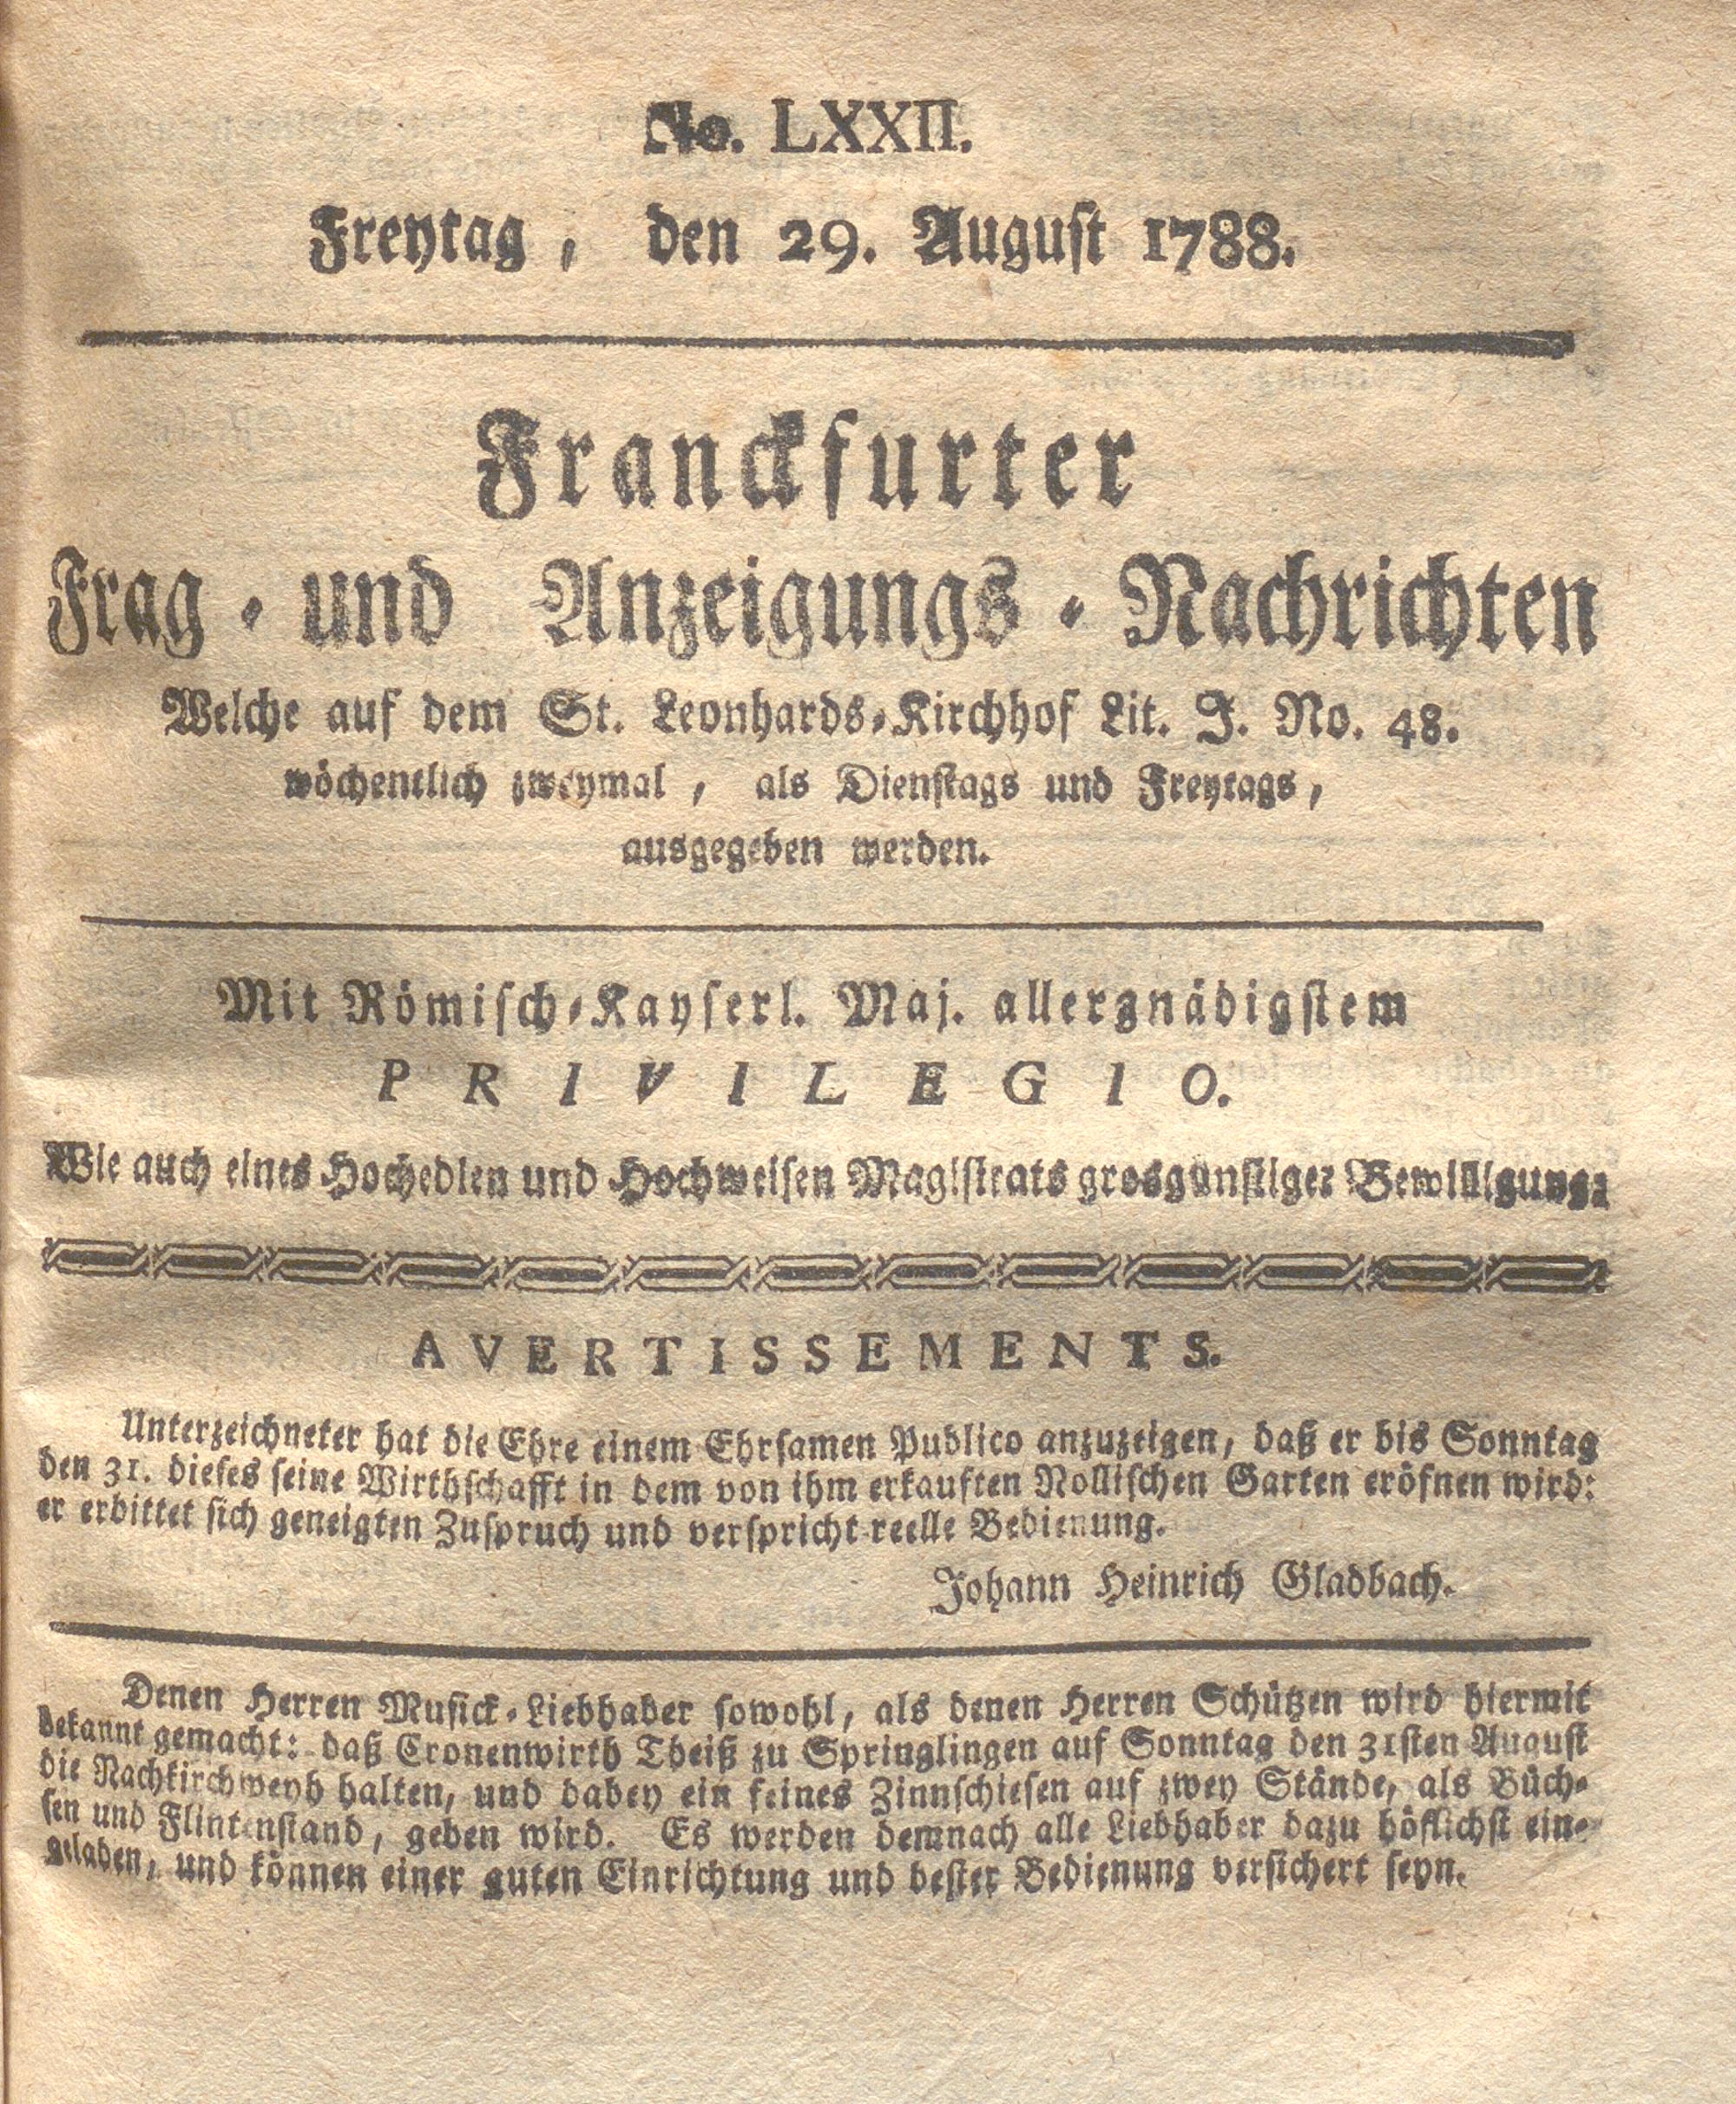 No. LXXII.
Freytag, den 29. August 1788.
Franckfurter
Frag- und Anzeigungs-Nachrichten
Welche auf dem St. Leonhards-Kirchhof Lit. J. No. 48.
wöchentlich zweymal, als Dienstags und Freytags,
ausgegeben werden.
Mit Römisch-Kayserl. Maj. allergnädigstem
PRIVILEGIO.
Wie auch eines Hochedlen und Hochweisen Magistrats grosgünstiger Bewilligung.
AVERTISSEMENTS.
Unterzeichneter hat die Ehre einem Ehrsamen Publico anzuzeigen, daß er bis Sonntag
den 31. dieses seine Wirthschafft in dem von ihm erkauften Nollischen Garten eröfnen wird:
er erbittet sich geneigten Zuspruch und verspricht reelle Bedienung.
Johann Heinrich Gladbach.
Denen Herren Musick-Liebhaber sowohl, als denen Herren Schützen wird hiermit
bekannt gemacht: daß Cronenwirth Theiß zu Springlingen auf Sonntag den 31sten August
die Nachkirchweyh halten, und dabey ein feines Zinnschiesen auf zwey Stände, als Büch-
sen und Flintenstand, geben wird. Es werden demnach alle Liebhaber dazu höflichst ein-
geladen, und können einer guten Einrichtung und bester Bedienung versichert seyn.